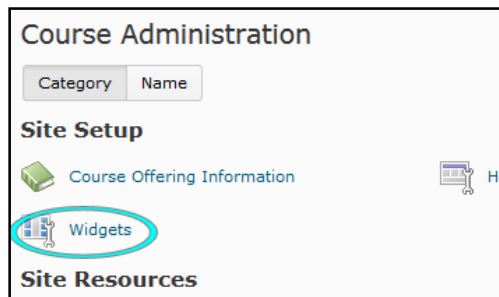 Course Administration
Category Name
Site Setup
Course Offering Information
Widgets
Site Resources